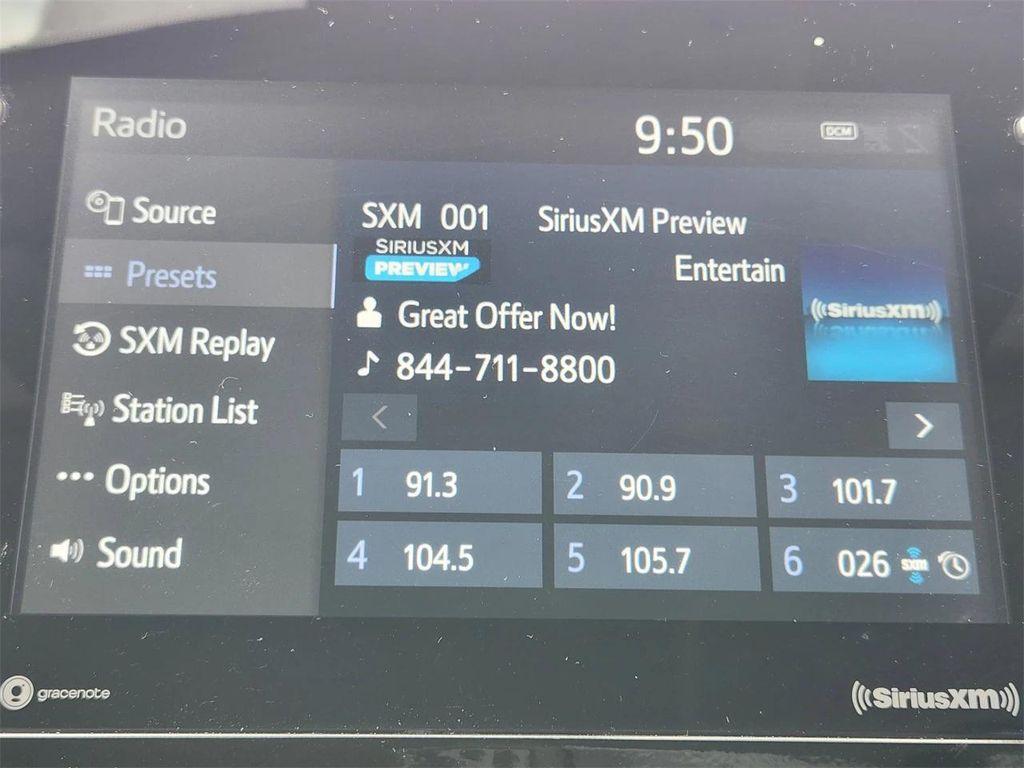 Radio
9:50
DCM
Source
Presets
SXM Replay
Station List
Options
Sound
SXM 001
SiriusXM Preview
SIRIUSXM
PREVIEW
Entertain
Great Offer Now!
844-711-8800
((SiriusXM))
<
>
1 91.3
2 90.9
3 101.7
4 104.5
5 105.7
6 026 sxm
gracenote
((SiriusXM))